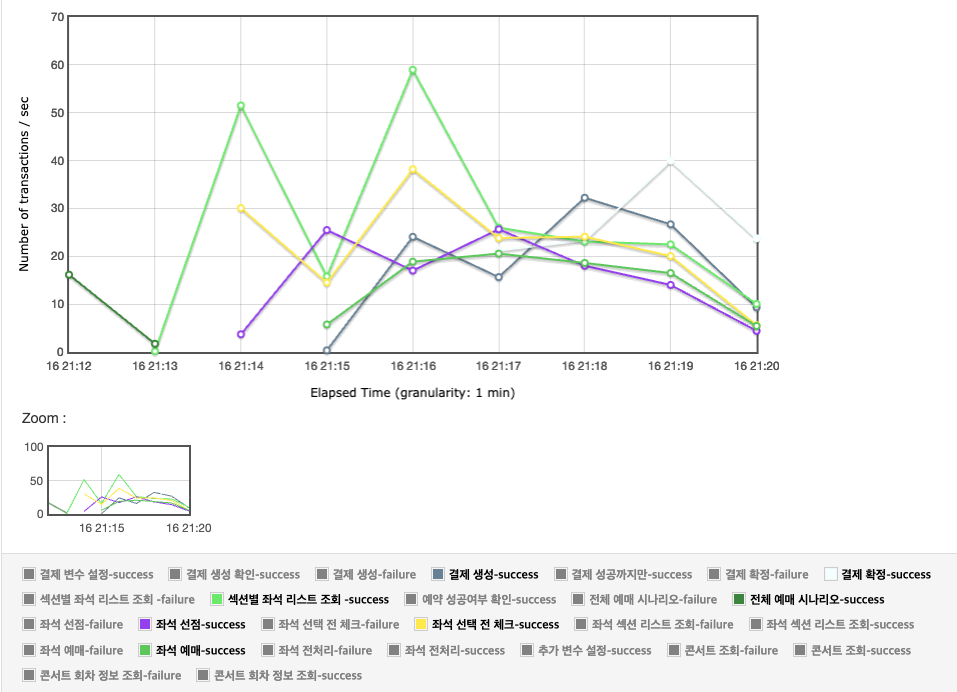 70
60
50
40
30
20
10
0
Number of transactions / sec
16 21:12 16 21:13 16 21:14 16 21:15 16 21:16 16 21:17 16 21:18 16 21:19 16 21:20
Elapsed Time (granularity: 1 min)
Zoom :
100
50
0
16 21:15 16 21:20
결제 변수 설정-success 결제 생성 확인-success 결제 생성-failure 결제 생성-success 결제 성공까지만-success 결제 확정-failure 결제 확정-success
섹션별 좌석 리스트 조회 -failure 섹션별 좌석 리스트 조회 -success 예약 성공여부 확인-success 전체 예매 시나리오-failure 전체 예매 시나리오-success
좌석 선점-failure 좌석 선점-success 좌석 선택 전 체크-failure 좌석 선택 전 체크-success 좌석 섹션 리스트 조회-failure 좌석 섹션 리스트 조회-success
좌석 예매-failure 좌석 예매-success 좌석 전처리-failure 좌석 전처리-success 추가 변수 설정-success 콘서트 조회-failure 콘서트 조회-success
콘서트 회차 정보 조회-failure 콘서트 회차 정보 조회-success